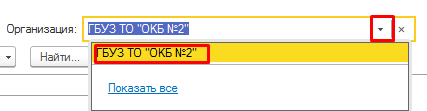 Организация: ГБУЗ ТО "ОКБ №2"
Найти...
ГБУЗ ТО "ОКБ №2"
Показать все